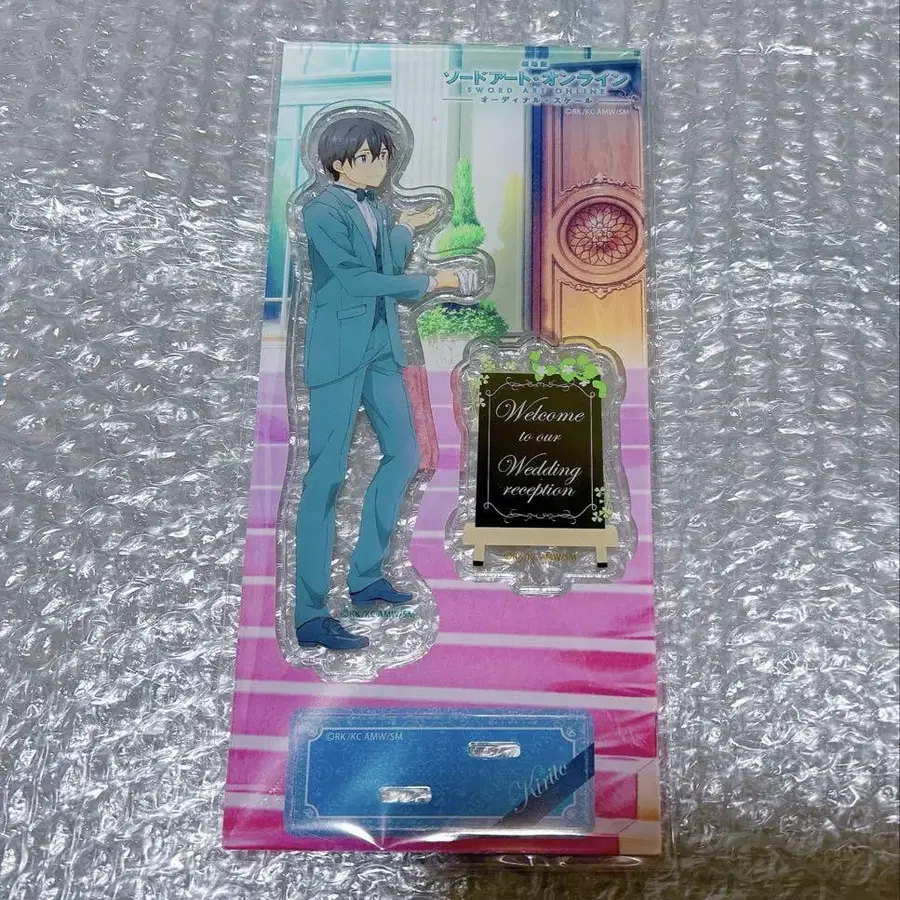 劇場版
ソードアート・オンライン
SWORD ART ONLINE
オーディナル・スケール
©RK/KC AMW/SM
Welcome
to our
Wedding
reception
©RK/KC AMW/SM
©RK/KC AMW/SM
©RK/KC AMW/SM
Kirito